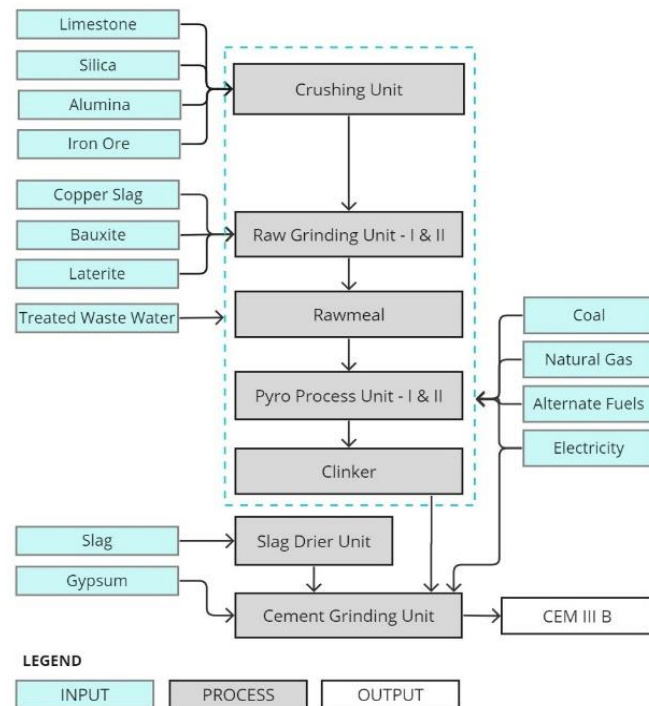 Limestone
Silica
Alumina
Iron Ore
Crushing Unit
Copper Slag
Bauxite
Laterite
Raw Grinding Unit - I & II
Treated Waste Water
Rawmeal
Coal
Natural Gas
Alternate Fuels
Electricity
Pyro Process Unit - I & II
Clinker
Slag
Slag Drier Unit
Gypsum
Cement Grinding Unit
CEM III B
LEGEND
INPUT
PROCESS
OUTPUT